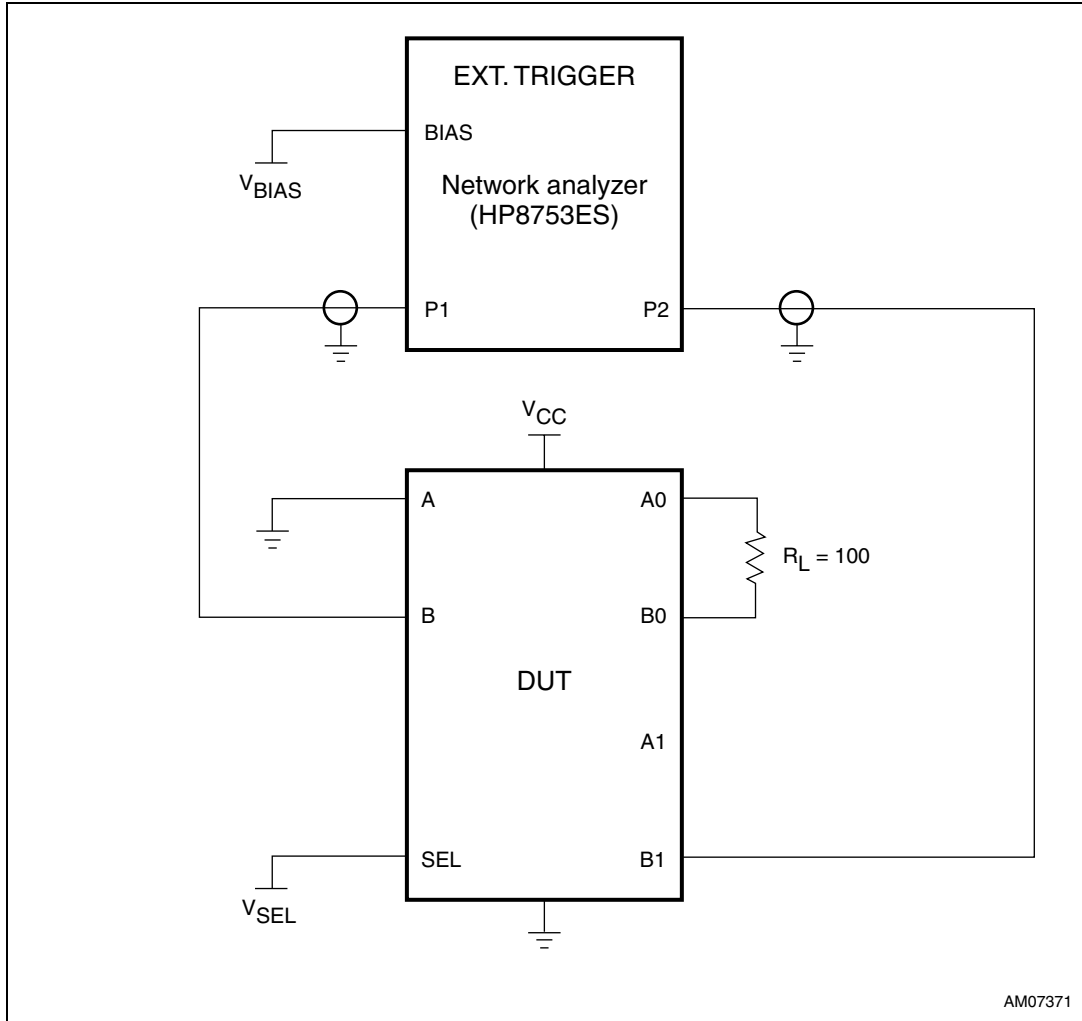 EXT. TRIGGER
BIAS
VBIAS
Network analyzer
(HP8753ES)
P1
P2
VCC
A
A0
RL = 100
B
B0
DUT
A1
SEL
B1
VSEL
AM07371